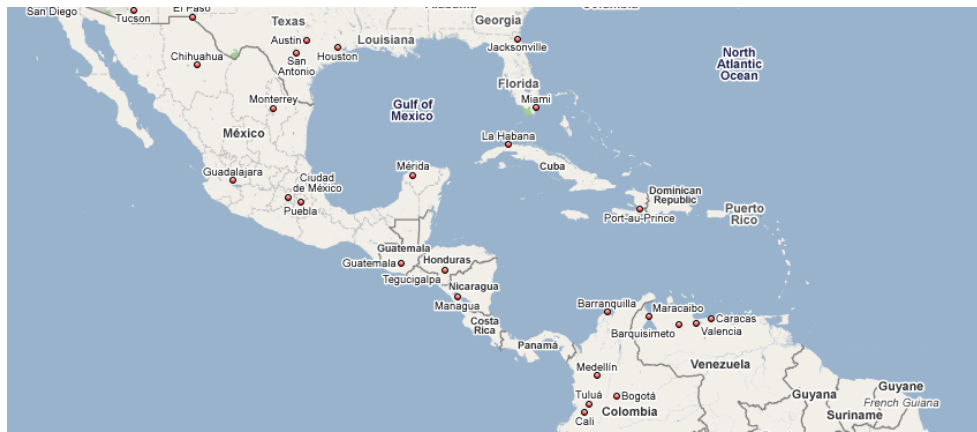 San Diego
Tucson
El Paso
Texas
Georgia
Austin
Louisiana
Jacksonville
Chihuahua
San
Antonio
Houston
North
Atlantic
Ocean
Florida
Monterrey
Gulf of
Mexico
Miami
México
La Habana
Cuba
Guadalajara
Ciudad
de México
Mérida
Puebla
Dominican
Republic
Port-au-Prince
Puerto
Rico
Guatemala
Guatemala
Honduras
Tegucigalpa
Nicaragua
Managua
Costa
Rica
Panamá
Barranquilla
Maracaibo
Caracas
Barquisimeto
Valencia
Venezuela
Medellín
Tuluá
Bogotá
Cali
Colombia
Guyana
Guyane
French Guiana
Suriname